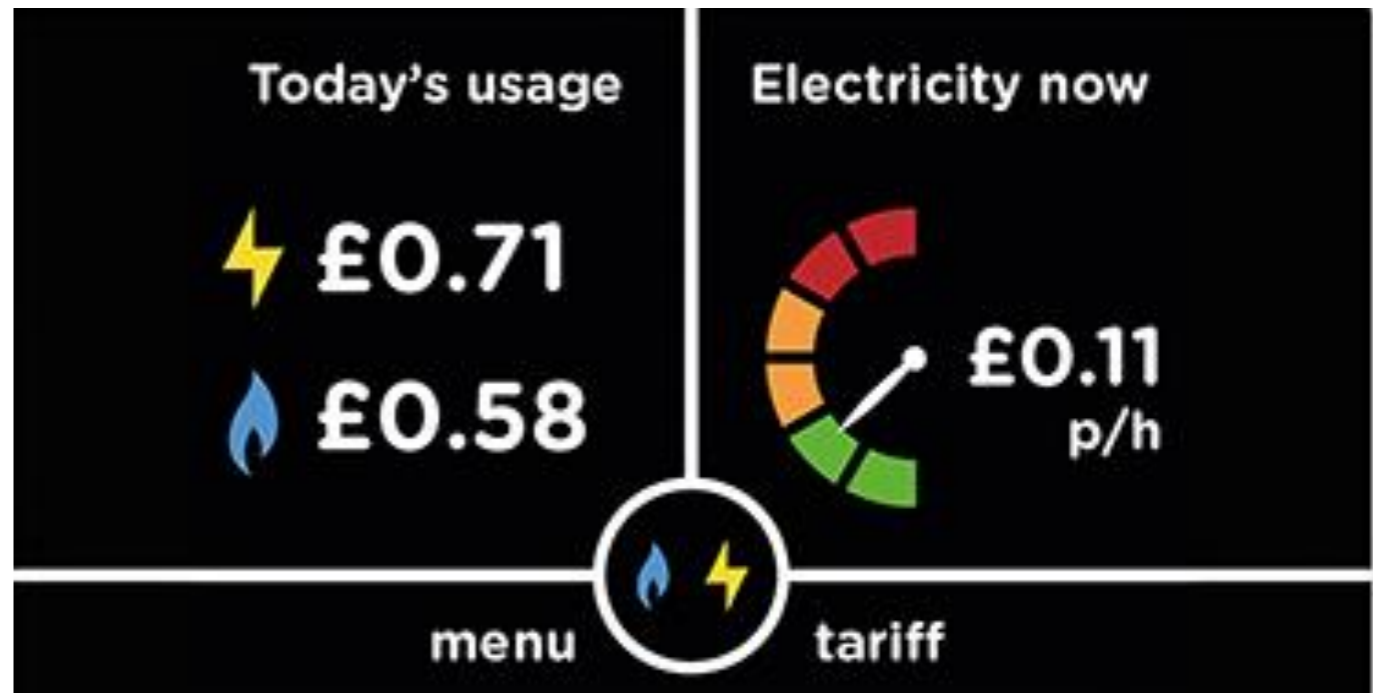 Today's usage
£0.71
£0.58
Electricity now
£0.11
p/h
menu
tariff